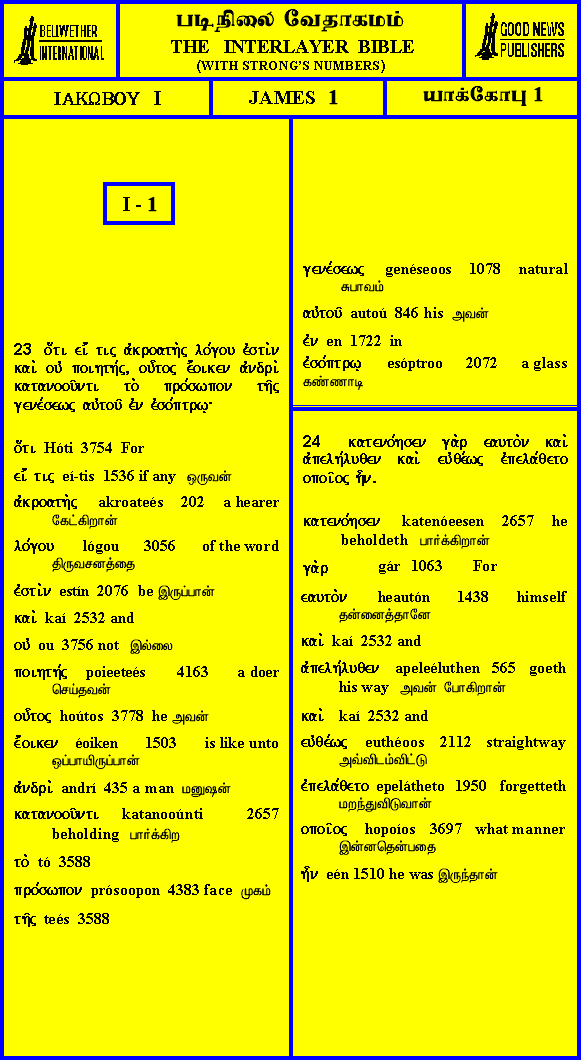 BELLWETHER
INTERNATIONAL
படிநிலை வேதாகமம்
THE INTERLAYER BIBLE
(WITH STRONG'S NUMBERS)
GOOD NEWS
PUBLISHERS
ΙΑΚΩΒΟΥ Ι
JAMES 1
யாக்கோபு 1
I - 1
23 ὅτι εἴ τις ἀκροατὴς λόγου ἐστὶν
καὶ οὐ ποιητής, οὗτος ἔοικεν ἀνδρὶ
κατανοοῦντι τὸ πρόσωπον τῆς
γενέσεως αὐτοῦ ἐν ἐσόπτρῳ·
ὅτι Hóti 3754 For
εἴ τις eí-tis 1536 if any ஒருவன்
ἀκροατὴς akroateés 202 a hearer
கேட்கிறான்
λόγου lógou 3056 of the word
திருவசனத்தை
ἐστὶν estín 2076 be இருப்பான்
καὶ kaí 2532 and
οὐ ou 3756 not இல்லை
ποιητής poieeteés 4163 a doer
செய்தவன்
οὗτος hoútos 3778 he அவன்
ἔοικεν éoiken 1503 is like unto
ஒப்பாயிருப்பான்
ἀνδρὶ andrí 435 a man மனுஷன்
κατανοοῦντι katanooúnti 2657
beholding பார்க்கிற
τὸ tó 3588
πρόσωπον prósoopon 4383 face முகம்
τῆς teés 3588
γενέσεως genéseoos 1078 natural
சுபாவம்
αὐτοῦ autoú 846 his அவன்
ἐν en 1722 in
ἐσόπτρῳ esóptroo 2072 a glass
கண்ணாடி
24 κατενόησεν γὰρ εαυτὸν καὶ
ἀπελήλυθεν καὶ εὐθέως ἐπελάθετο
οποῖος ἦν.
κατενόησεν katenóeesen 2657 he
beholdeth பார்க்கிறான்
γὰρ gár 1063 For
εαυτὸν heautón 1438 himself
தன்னைத்தானே
καὶ kaí 2532 and
ἀπελήλυθεν apeleéluthen 565 goeth
his way அவன் போகிறான்
καὶ kaí 2532 and
εὐθέως euthéoos 2112 straightway
அவ்விடம்விட்டு
ἐπελάθετο epelátheto 1950 forgetteth
மறந்துவிடுவான்
οποῖος hopoíos 3697 what manner
இன்னதென்பதை
ἦν eén 1510 he was இருந்தான்